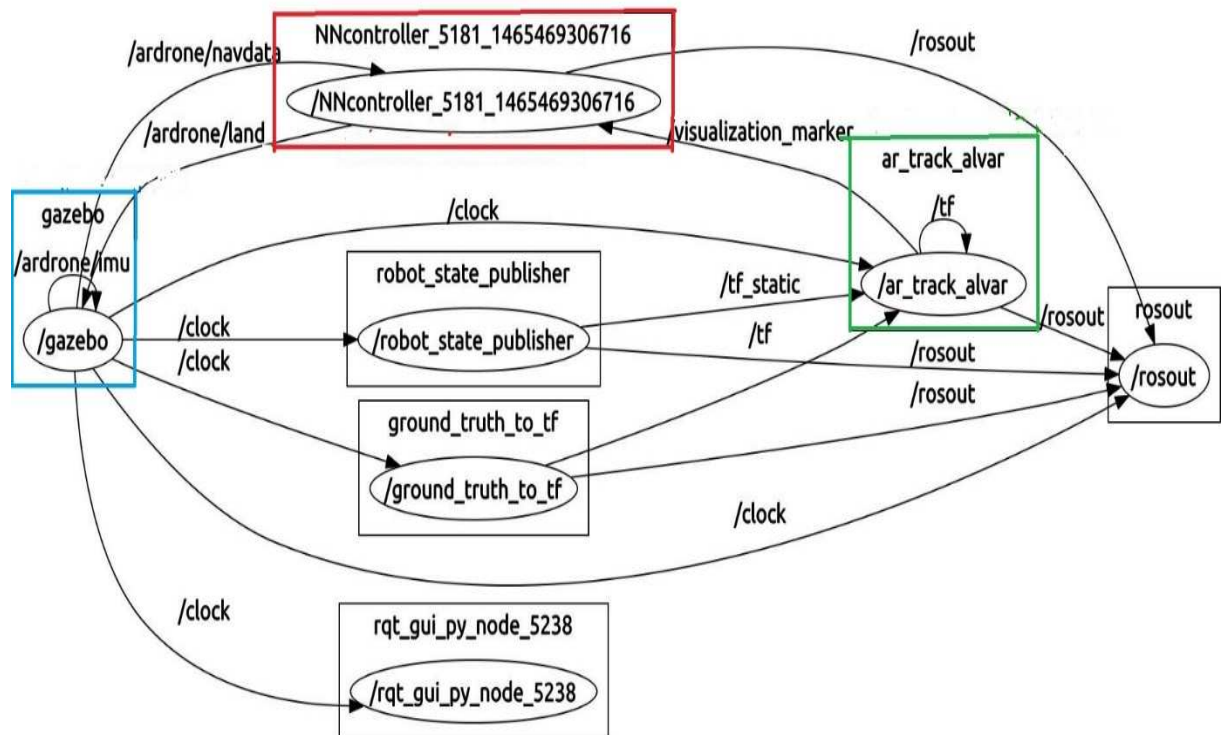 NNcontroller_5181_1465469306716
/rosout
/ardrone/navdata
/NNcontroller_5181_1465469306716
/ardrone/land
/visualization_marker
ar_track_alvar
gazebo
/clock
/tf
/ardrone/imu
robot_state_publisher
/tf_static
/ar_track_alvar
/gazebo
/clock
/robot_state_publisher
/tf
/rosout
rosout
/clock
/rosout
/rosout
/rosout
ground_truth_to_tf
/ground_truth_to_tf
/clock
/clock
rqt_gui_py_node_5238
/rqt_gui_py_node_5238